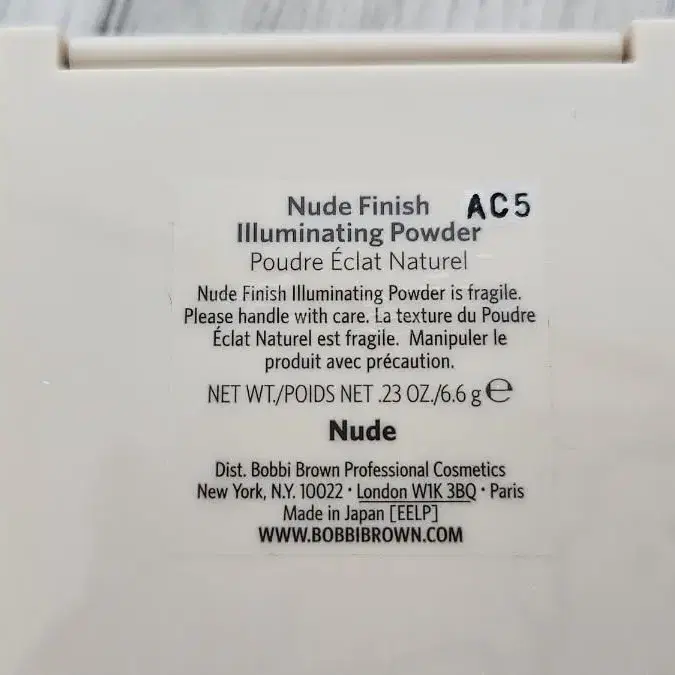 Nude Finish AC5
Illuminating Powder
Poudre Éclat Naturel
Nude Finish Illuminating Powder is fragile.
Please handle with care. La texture du Poudre
Éclat Naturel est fragile. Manipuler le
produit avec précaution.
NET WT./POIDS NET .23 OZ./6.6 g ℮
Nude
Dist. Bobbi Brown Professional Cosmetics
New York, N.Y. 10022 · London W1K 3BQ · Paris
Made in Japan [EELP]
WWW.BOBBIBROWN.COM